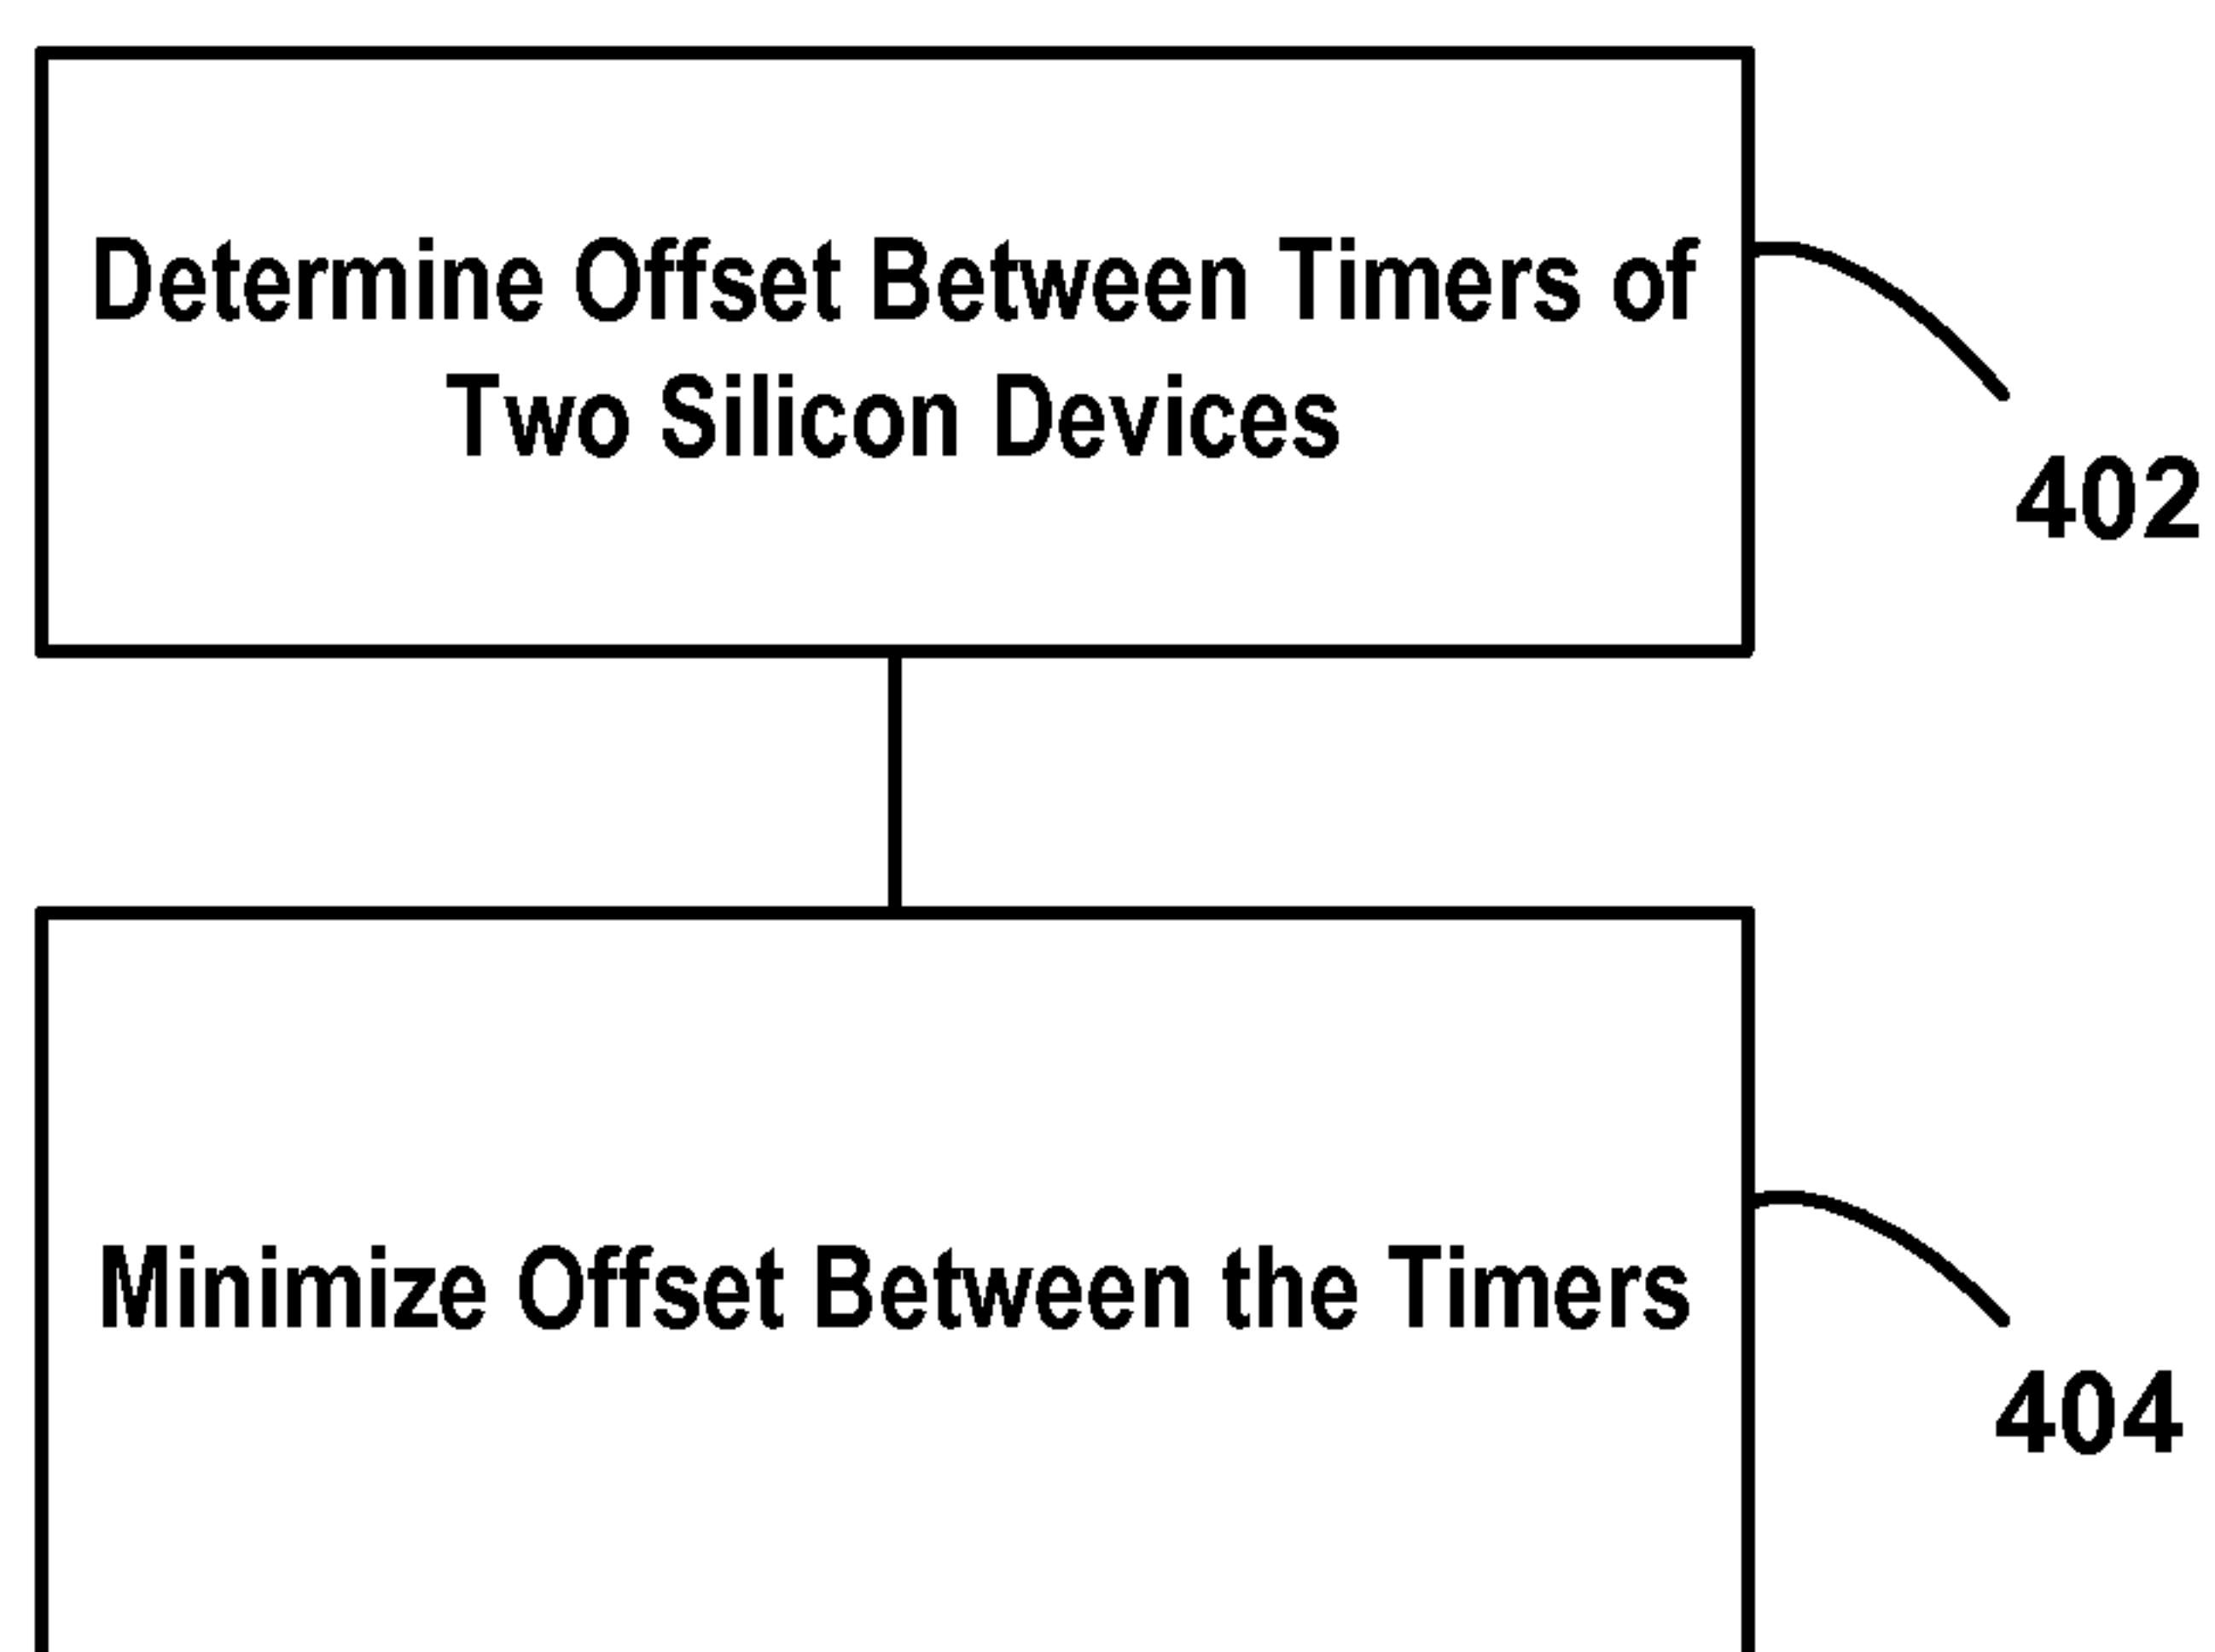 Determine Offset Between Timers of
Two Silicon Devices
402
Minimize Offset Between the Timers
404